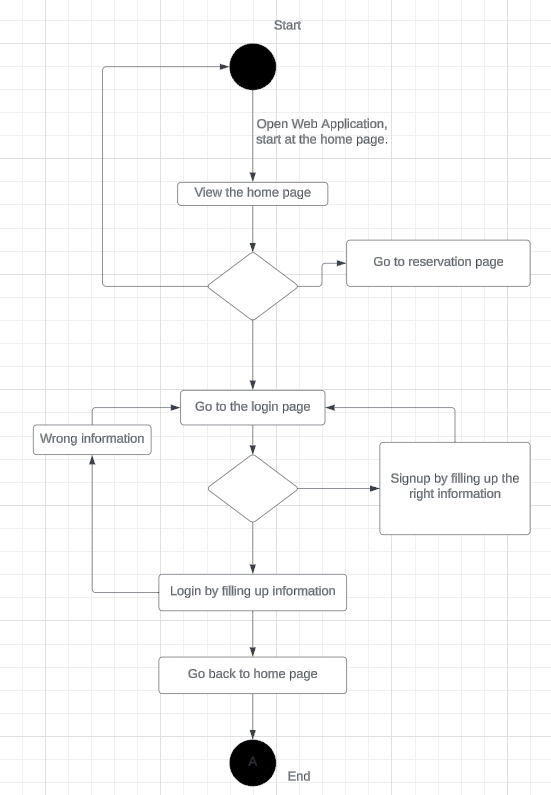 Start
Open Web Application,
start at the home page.
View the home page
Go to reservation page
Go to the login page
Wrong information
Signup by filling up the
right information
Login by filling up information
Go back to home page
A
End